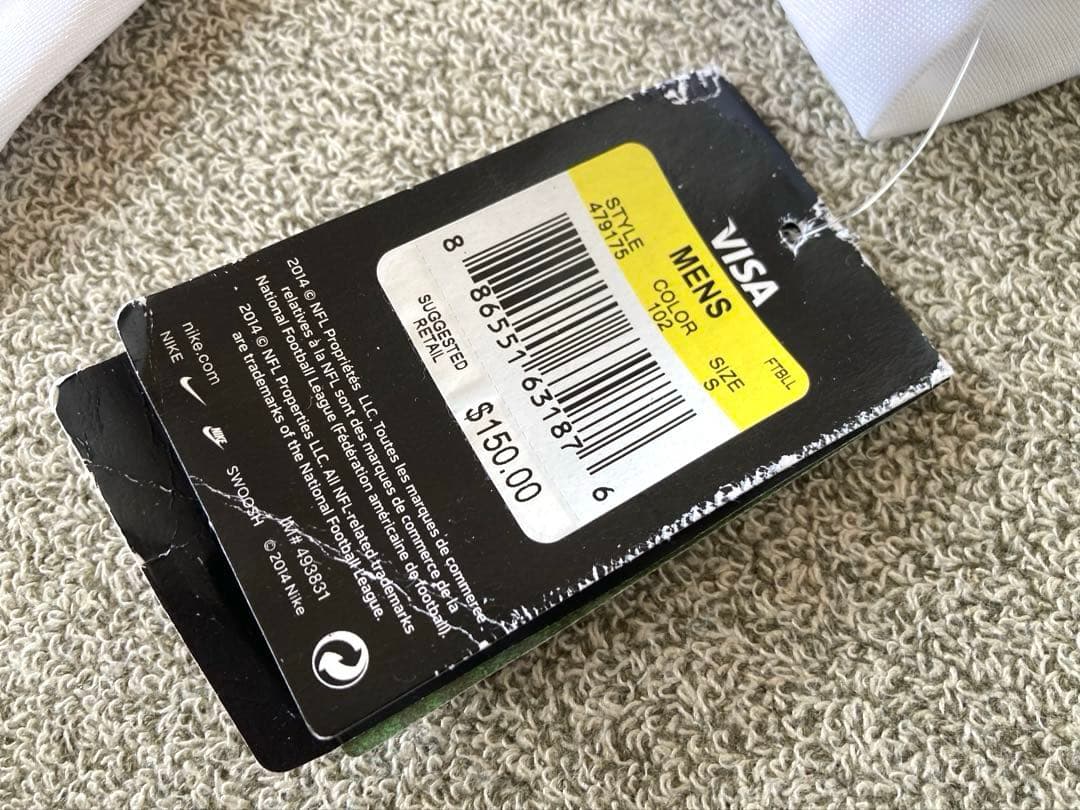 VISA
FTBLL
MENS
STYLE COLOR SIZE
479175 102 S
8 86551 63187 6
SUGGESTED
RETAIL
$150.00
2014 © NFL Propriétés LLC. Toutes les marques de commerce
relatives à la NFL sont des marques de commerce de la
National Football League (Fédération américaine de football).
2014 © NFL Properties LLC. All NFL-related trademarks
are trademarks of the National Football League.
nike.com IM# 493831
NIKE NIKE SWOOSH © 2014 Nike